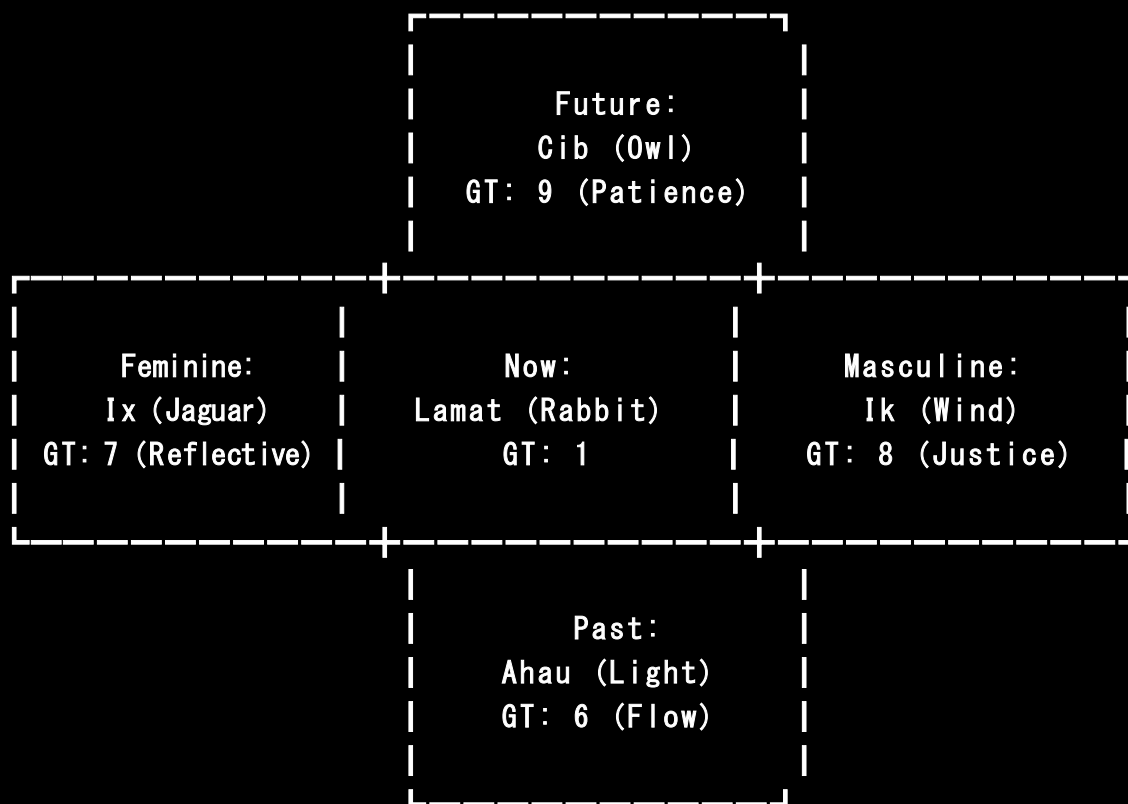 Future:
Cib (Owl)
GT: 9 (Patience)
Feminine:
Ix (Jaguar)
GT: 7 (Reflective)
Now:
Lamat (Rabbit)
GT: 1
Masculine:
Ik (Wind)
GT: 8 (Justice)
Past:
Ahau (Light)
GT: 6 (Flow)